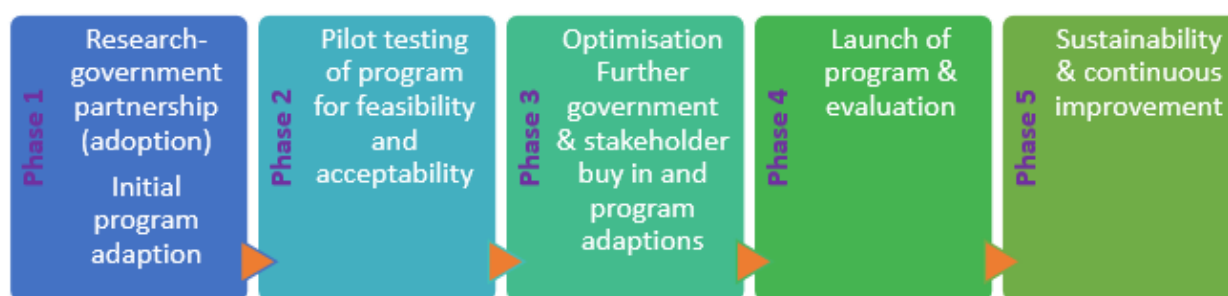 Phase 1
Research-
government
partnership
(adoption)
Initial
program
adaption
Phase 2
Pilot testing
of program
for feasibility
and
acceptability
Phase 3
Optimisation
Further
government
& stakeholder
buy in and
program
adaptions
Phase 4
Launch of
program &
evaluation
Phase 5
Sustainability
& continuous
improvement